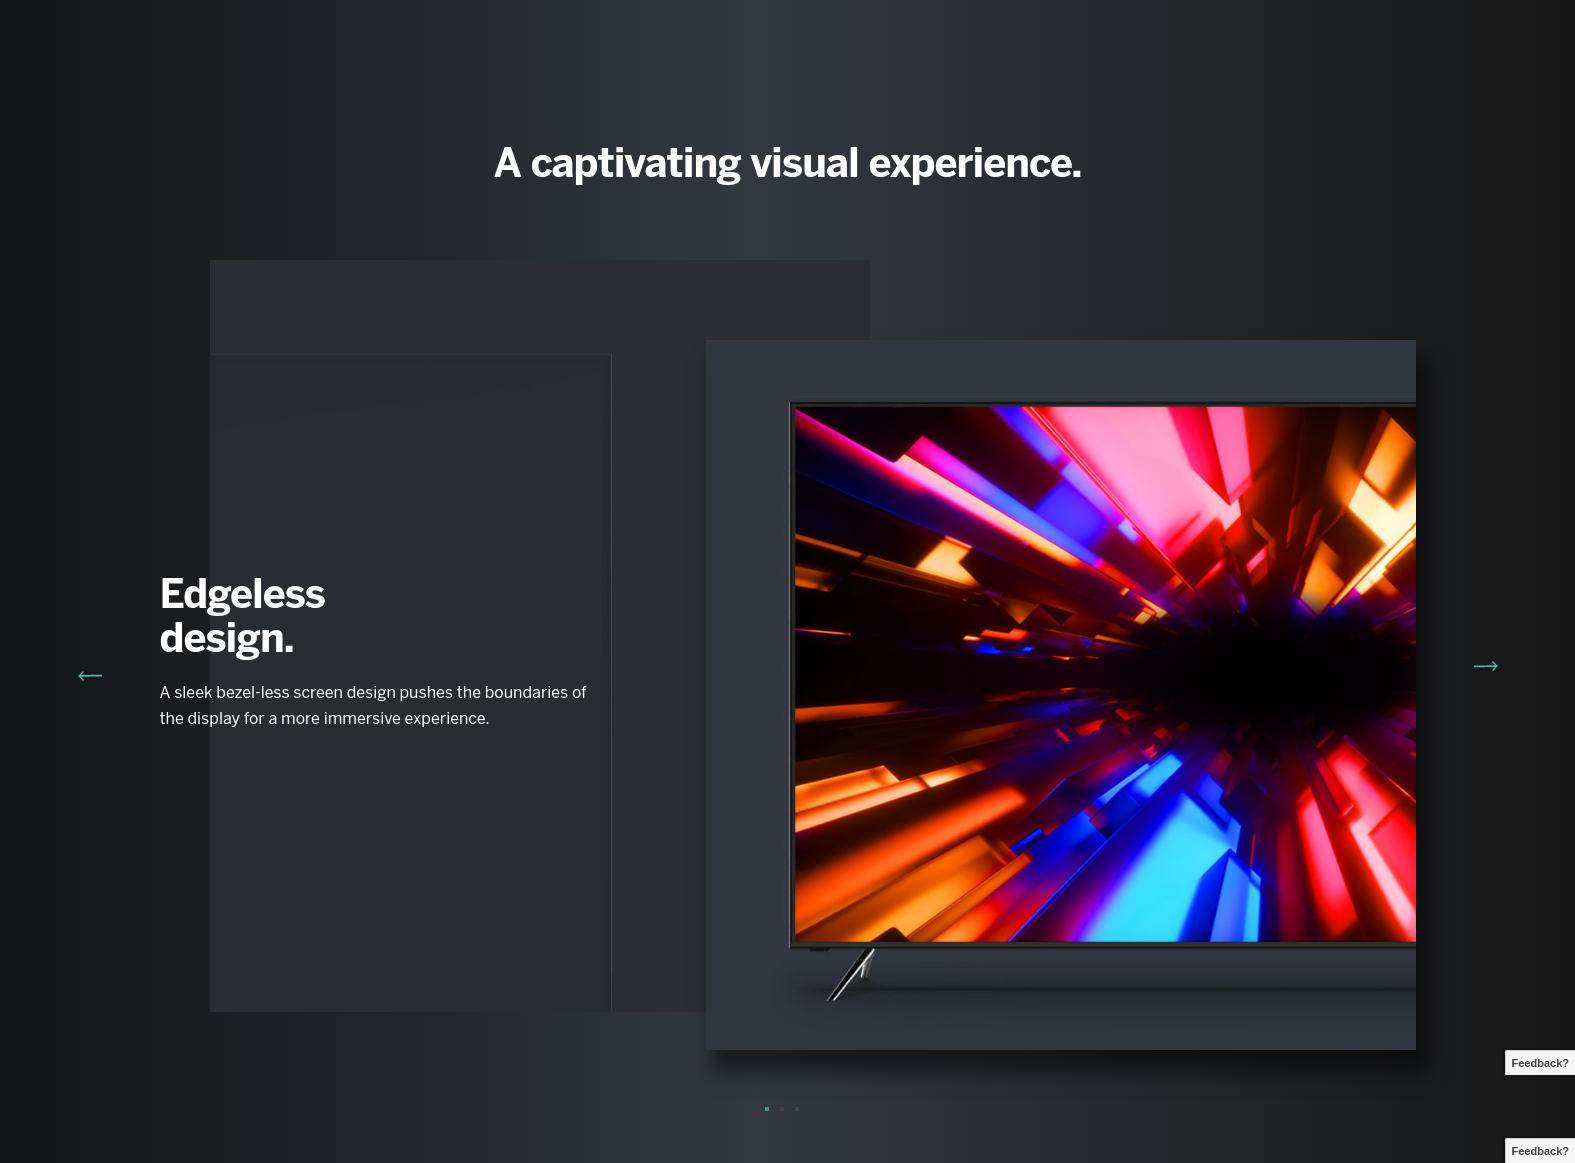 A captivating visual experience.
Edgeless
design.
A sleek bezel-less screen design pushes the boundaries of
the display for a more immersive experience.
Feedback?
Feedback?